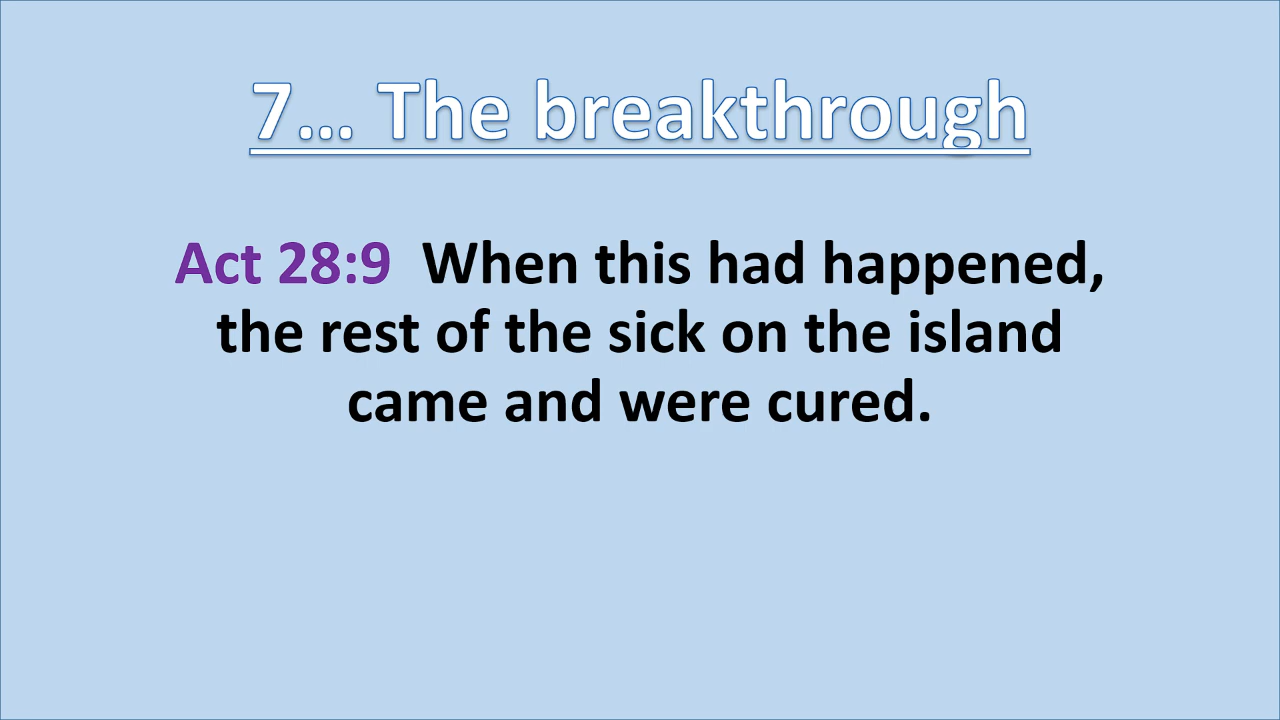 7… The breakthrough
Act 28:9  When this had happened,
the rest of the sick on the island
came and were cured.